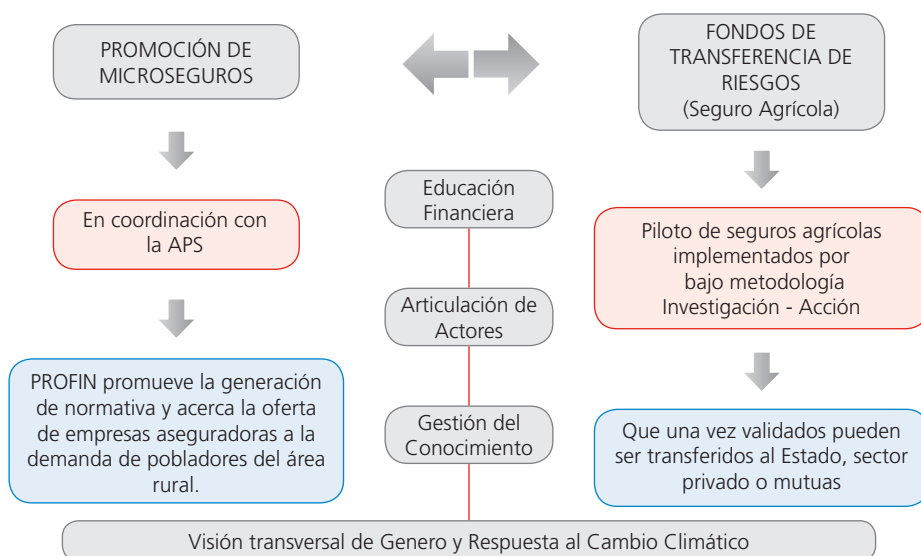 PROMOCIÓN DE
MICROSEGUROS
FONDOS DE
TRANSFERENCIA DE
RIESGOS
(Seguro Agrícola)
En coordinación con
la APS
Educación
Financiera
Piloto de seguros agrícolas
implementados por
bajo metodología
Investigación - Acción
Articulación de
Actores
PROFIN promueve la generación
de normativa y acerca la oferta
de empresas aseguradoras a la
demanda de pobladores del área
rural.
Gestión del
Conocimiento
Que una vez validados pueden
ser transferidos al Estado, sector
privado o mutuas
Visión transversal de Genero y Respuesta al Cambio Climático